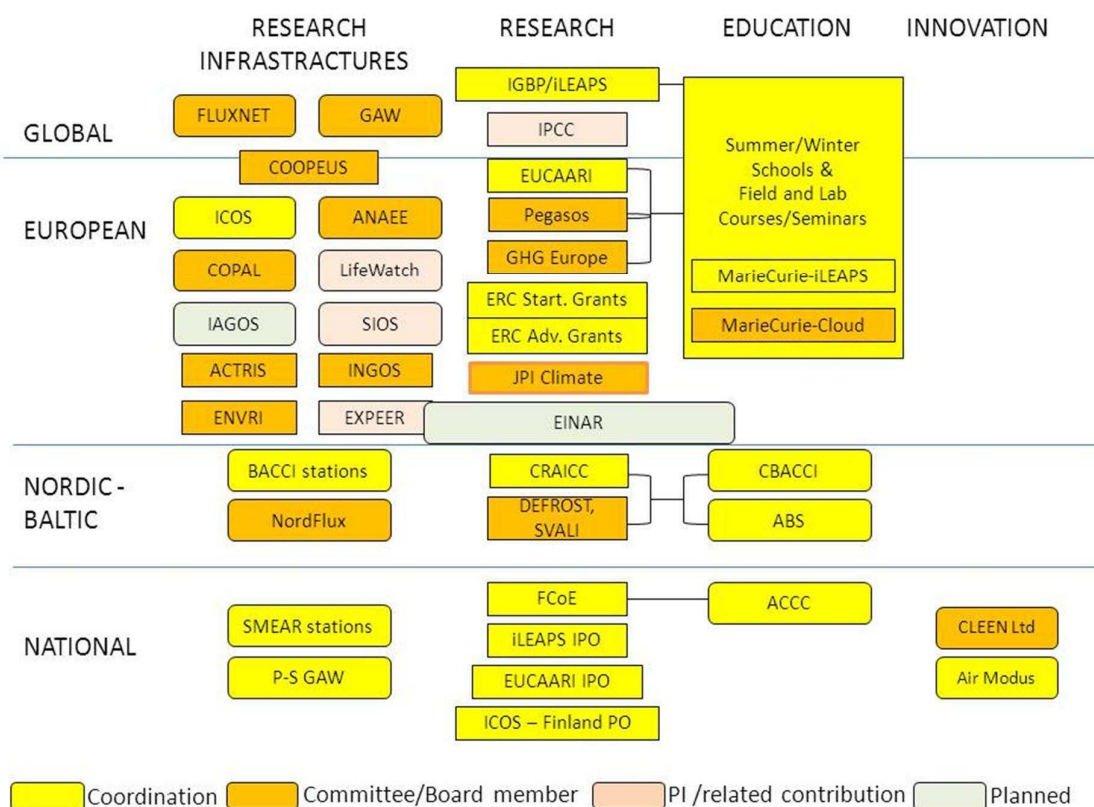 RESEARCH
INFRASTRACTURES
RESEARCH
EDUCATION
INNOVATION
GLOBAL
FLUXNET
GAW
IGBP/iLEAPS
IPCC
COOPEUS
EUROPEAN
ICOS
ANAEE
COPAL
LifeWatch
IAGOS
SIOS
ACTRIS
INGOS
ENVRI
EXPEER
EUCAARI
Pegasos
GHG Europe
ERC Start. Grants
ERC Adv. Grants
JPI Climate
EINAR
Summer/Winter
Schools &
Field and Lab
Courses/Seminars
MarieCurie-iLEAPS
MarieCurie-Cloud
NORDIC -
BALTIC
BACCI stations
NordFlux
CRAICC
DEFROST,
SVALI
CBACCI
ABS
NATIONAL
SMEAR stations
P-S GAW
FCoE
iLEAPS IPO
EUCAARI IPO
ICOS – Finland PO
ACCC
CLEEN Ltd
Air Modus
Coordination
Committee/Board member
PI /related contribution
Planned